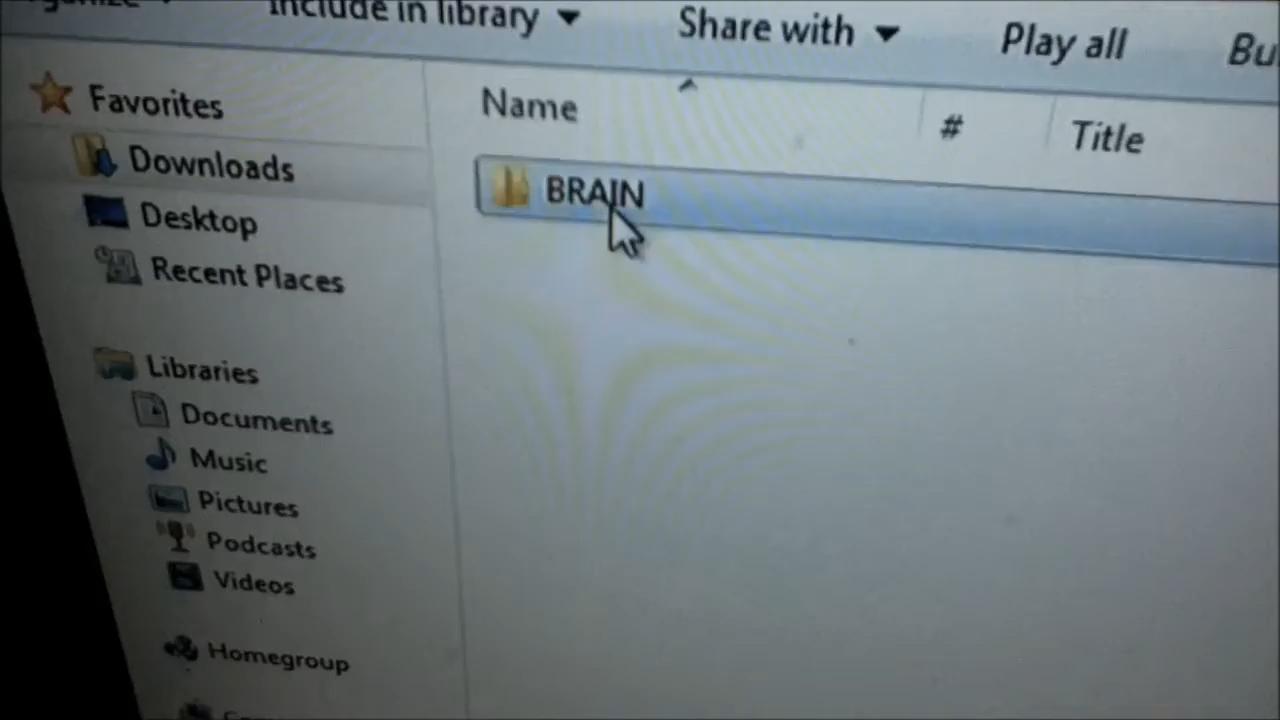 Include in library Share with Play all
Favorites
Name # Title
Downloads
BRAIN
Desktop
Recent Places
Libraries
Documents
Music
Pictures
Podcasts
Videos
Homegroup